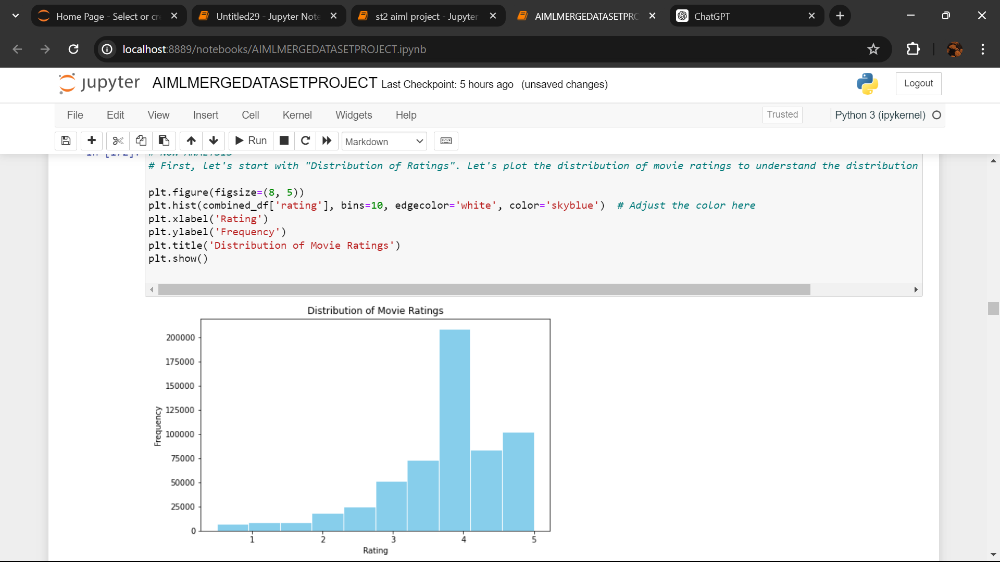 Home Page - Select or cr
Untitled29 - Jupyter Note
st2 aiml project - Jupyter
AIMLMERGEDATASETPRO
ChatGPT
localhost:8889/notebooks/AIMLMERGEDATASETPROJECT.ipynb
jupyter AIMLMERGEDATASETPROJECT Last Checkpoint: 5 hours ago (unsaved changes)
Logout
File Edit View Insert Cell Kernel Widgets Help
Trusted
Python 3 (ipykernel)
Run
Markdown
# First, let's start with "Distribution of Ratings". Let's plot the distribution of movie ratings to understand the distribution
plt.figure(figsize=(8, 5))
plt.hist(combined_df['rating'], bins=10, edgecolor='white', color='skyblue')  # Adjust the color here
plt.xlabel('Rating')
plt.ylabel('Frequency')
plt.title('Distribution of Movie Ratings')
plt.show()
Distribution of Movie Ratings
200000
175000
150000
125000
100000
75000
50000
25000
0
Frequency
1 2 3 4 5
Rating